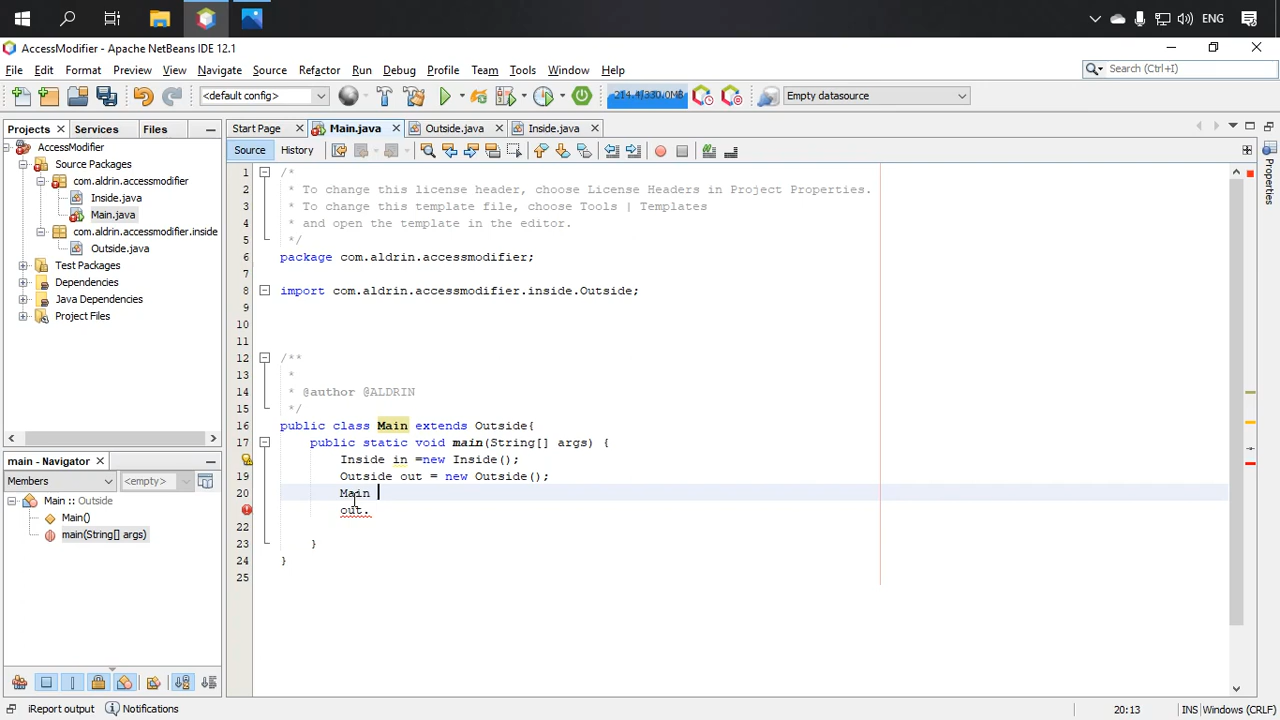 ENG
AccessModifier - Apache NetBeans IDE 12.1
File Edit Format Preview View Navigate Source Refactor Run Debug Profile Team Tools Window Help
Search (Ctrl+I)
<default config>
214.4/330.0MB
Empty datasource
Projects Services Files
Start Page Main.java Outside.java Inside.java
Source History
AccessModifier
Source Packages
com.aldrin.accessmodifier
Inside.java
Main.java
com.aldrin.accessmodifier.inside
Outside.java
Test Packages
Dependencies
Java Dependencies
Project Files
main - Navigator
Members <empty>
Main :: Outside
Main()
main(String[] args)
1 /*
2 * To change this license header, choose License Headers in Project Properties.
3 * To change this template file, choose Tools | Templates
4 * and open the template in the editor.
5 */
6 package com.aldrin.accessmodifier;
7
8 import com.aldrin.accessmodifier.inside.Outside;
9
10
11
12 /**
13 *
14 * @author @ALDRIN
15 */
16 public class Main extends Outside{
17 public static void main(String[] args) {
Inside in =new Inside();
19 Outside out = new Outside();
20 Main
out.
22
23 }
24 }
25
Properties
iReport output Notifications
20:13 INS Windows (CRLF)